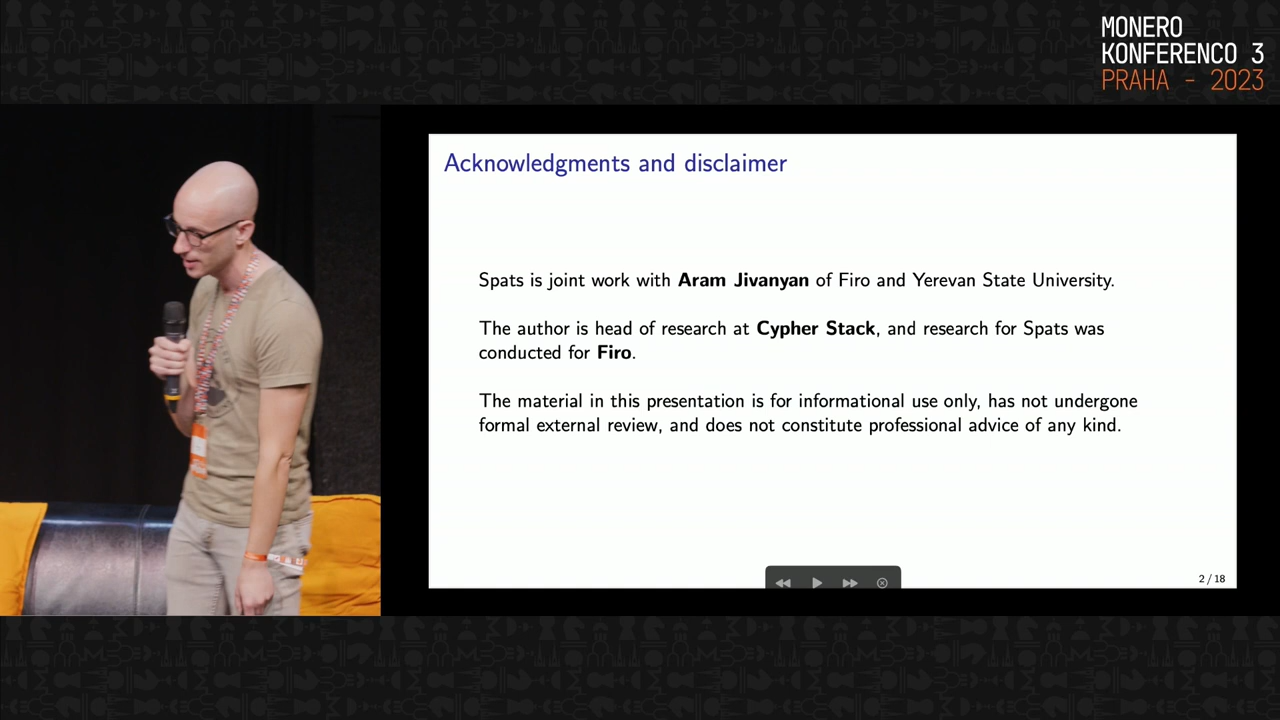 MONERO
KONFERENCO 3
PRAHA - 2023
Acknowledgments and disclaimer
Spats is joint work with Aram Jivanyan of Firo and Yerevan State University.
The author is head of research at Cypher Stack, and research for Spats was
conducted for Firo.
The material in this presentation is for informational use only, has not undergone
formal external review, and does not constitute professional advice of any kind.
2 / 18